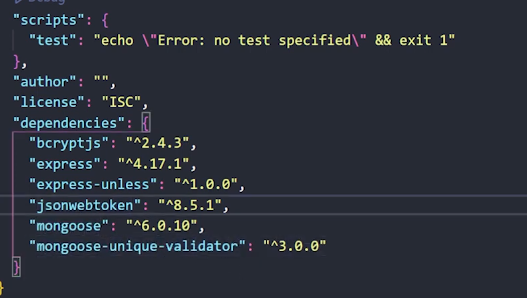 "scripts": {
"test": "echo \"Error: no test specified\" && exit 1"
},
"author": "",
"license": "ISC",
"dependencies": {
"bcryptjs": "^2.4.3",
"express": "^4.17.1",
"express-unless": "^1.0.0",
"jsonwebtoken": "^8.5.1",
"mongoose": "^6.0.10",
"mongoose-unique-validator": "^3.0.0"
}
}